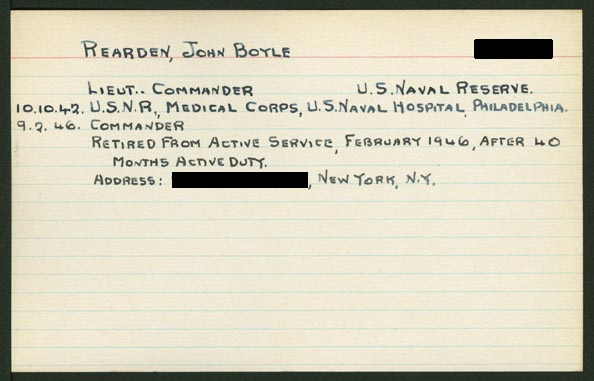 REARDEN, JOHN BOYLE
LIEUT.. COMMANDER U.S. NAVAL RESERVE.
10.10.42. U.S.N.R., MEDICAL CORPS, U.S. NAVAL HOSPITAL, PHILADELPHIA.
9.2.46. COMMANDER
RETIRED FROM ACTIVE SERVICE, FEBRUARY 1946, AFTER 40
MONTHS ACTIVE DUTY.
ADDRESS: , NEW YORK, N.Y.